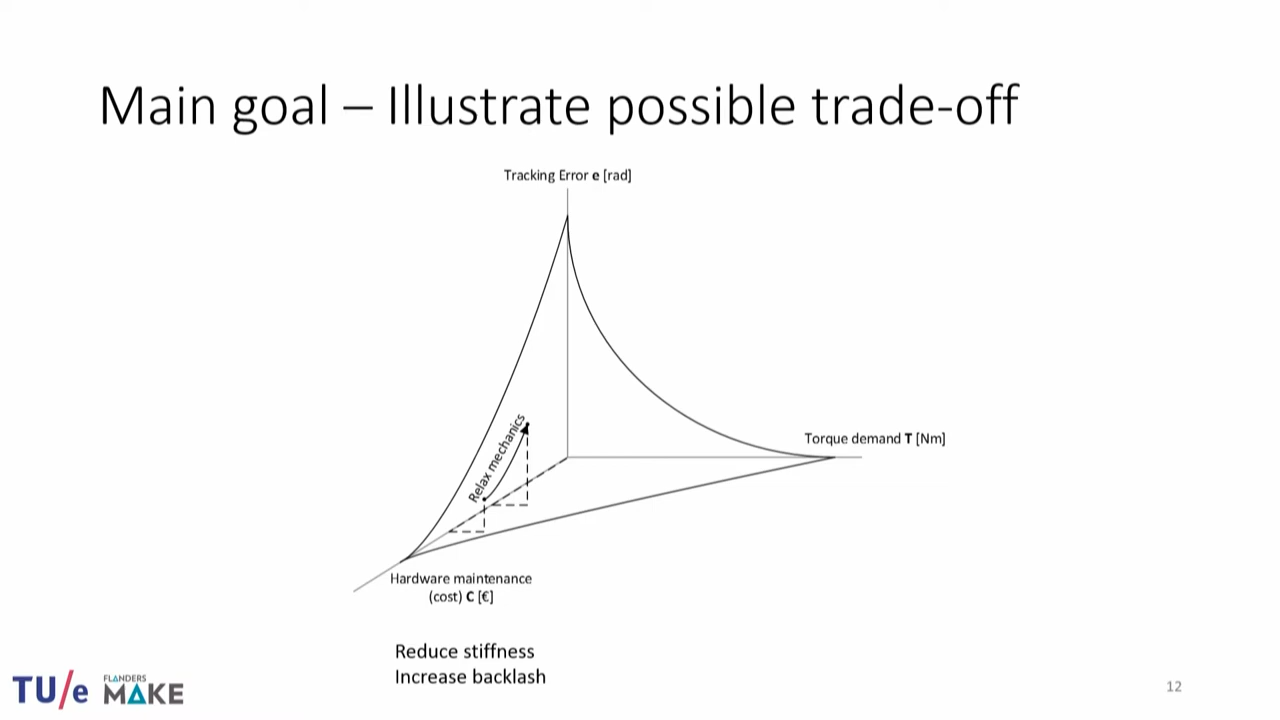 Main goal – Illustrate possible trade-off
Tracking Error e [rad]
Relax mechanics
Torque demand T [Nm]
Hardware maintenance
(cost) C [€]
Reduce stiffness
Increase backlash
TU/e
FLANDERS
MAKE
12